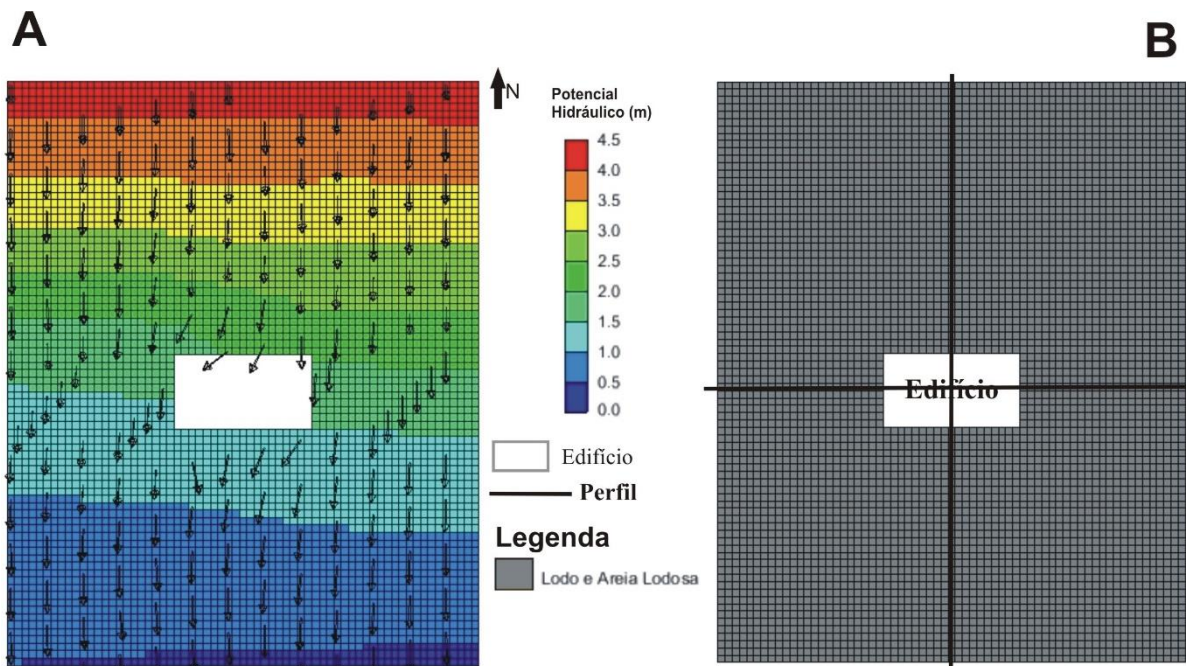 A
B
N
Potencial
Hidráulico (m)
4.5
4.0
3.5
3.0
2.5
2.0
1.5
1.0
0.5
0.0
Edifício
Perfil
Legenda
Lodo e Areia Lodosa
Edifício